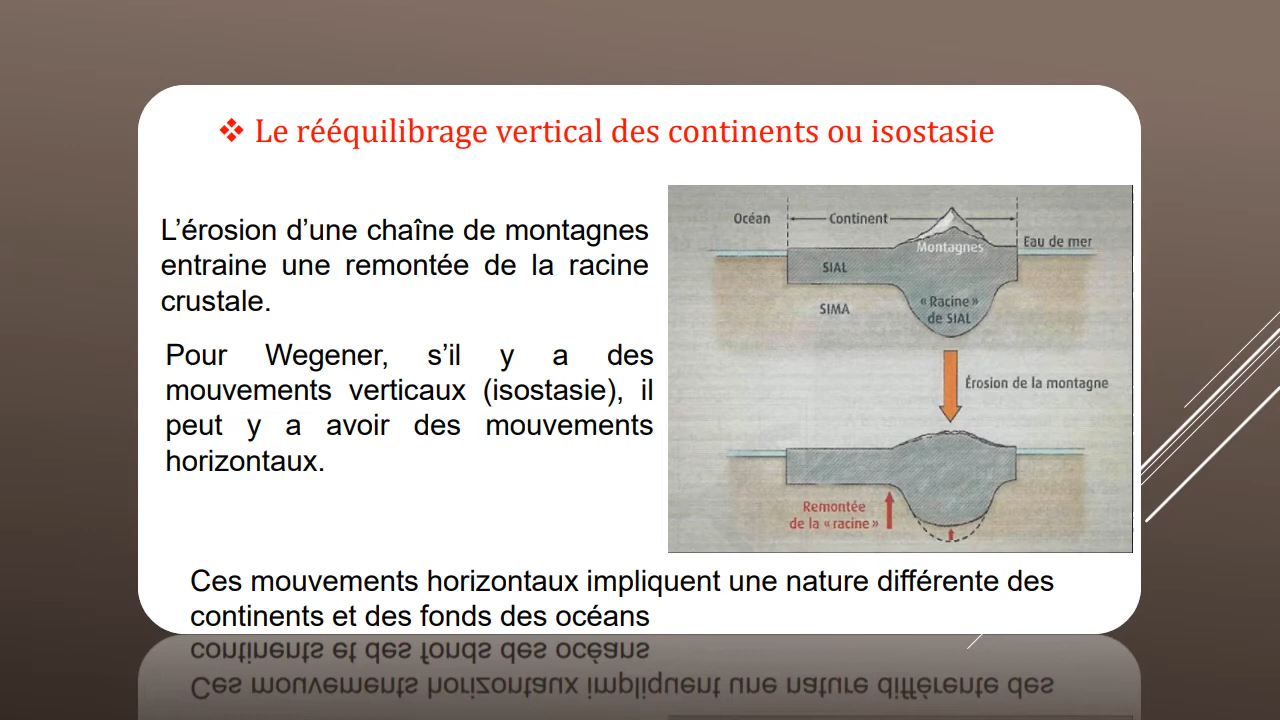 ❖ Le rééquilibrage vertical des continents ou isostasie
L’érosion d’une chaîne de montagnes
entraine une remontée de la racine
crustale.
Pour Wegener, s’il y a des
mouvements verticaux (isostasie), il
peut y a avoir des mouvements
horizontaux.
Océan
Continent
Montagnes
Eau de mer
SIAL
SIMA
« Racine »
de SIAL
Érosion de la montagne
Remontée
de la « racine »
Ces mouvements horizontaux impliquent une nature différente des
continents et des fonds des océans